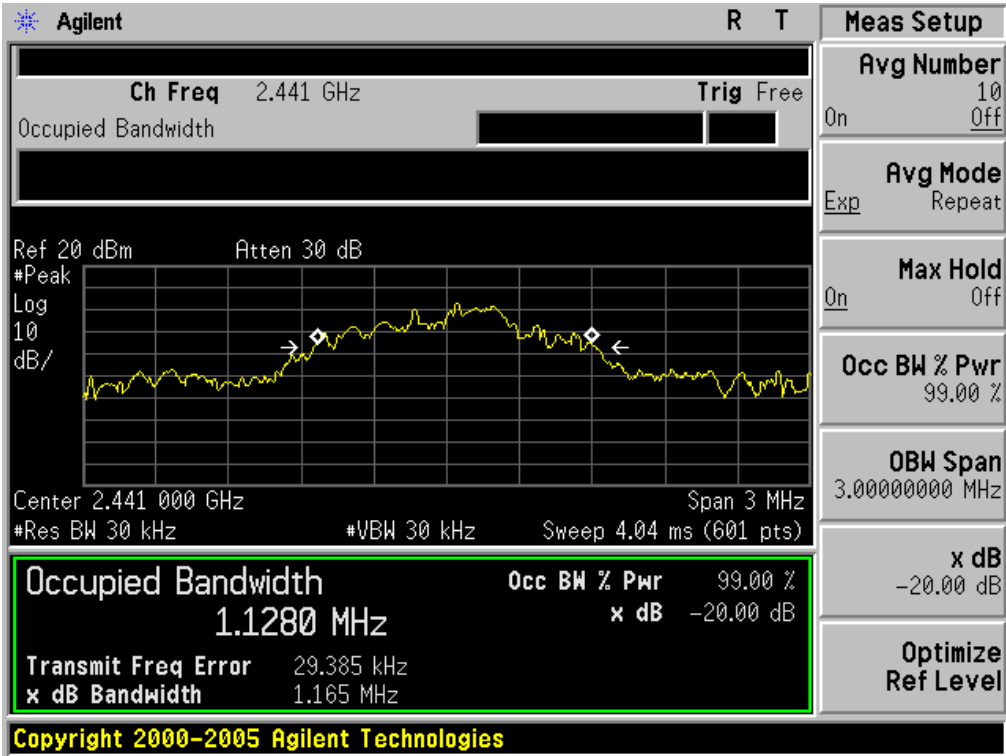 Agilent R T
Ch Freq 2.441 GHz Trig Free
Occupied Bandwidth
Ref 20 dBm Atten 30 dB
#Peak
Log
10
dB/
Center 2.441 000 GHz Span 3 MHz
#Res BW 30 kHz #VBW 30 kHz Sweep 4.04 ms (601 pts)
Occupied Bandwidth Occ BW % Pwr 99.00 %
1.1280 MHz x dB -20.00 dB
Transmit Freq Error 29.385 kHz
x dB Bandwidth 1.165 MHz
Copyright 2000-2005 Agilent Technologies
Meas Setup
Avg Number
10
On Off
Avg Mode
Exp Repeat
Max Hold
On Off
Occ BW % Pwr
99.00 %
OBW Span
3.00000000 MHz
x dB
-20.00 dB
Optimize
Ref Level